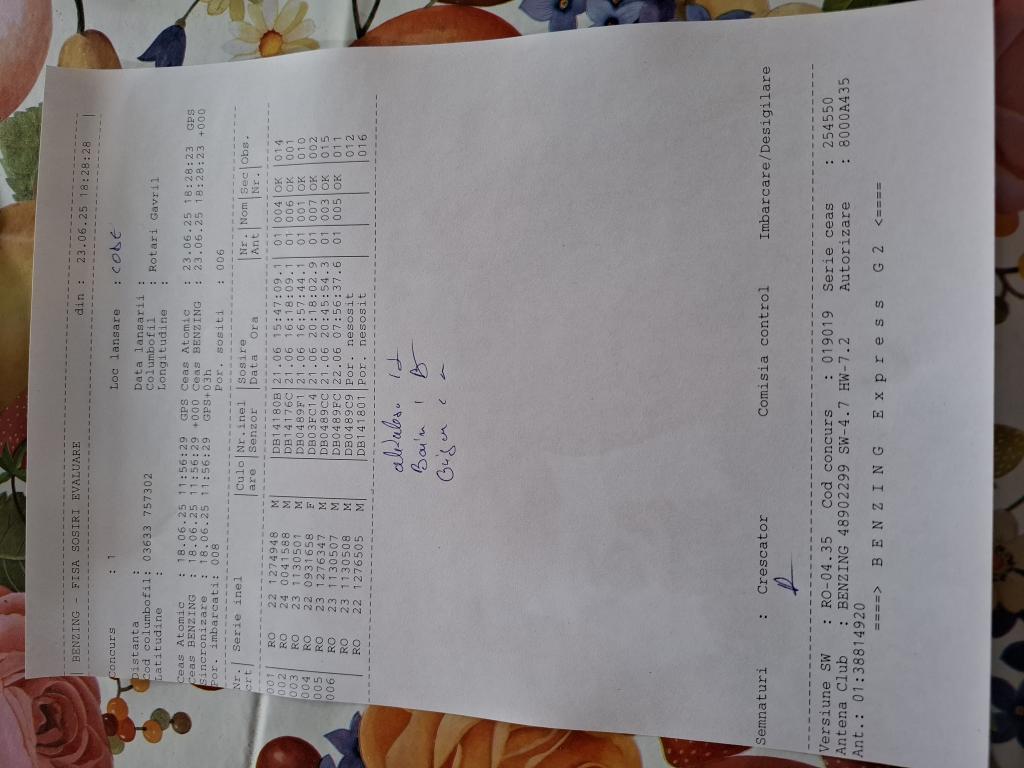 | BENZING - FISA SOSIRI EVALUARE din : 23.06.25 18:28:28 |
Concurs : 1 Loc lansare : CODE
Distanta : Data lansarii :
Cod columbofil: 03633 757302 Columbofil : Rotari Gavril
Latitudine : Longitudine :
Ceas Atomic : 18.06.25 11:56:29 GPS Ceas Atomic : 23.06.25 18:28:23 GPS
Ceas BENZING : 18.06.25 11:56:29 +000 Ceas BENZING : 23.06.25 18:28:23 +000
Sincronizare : 18.06.25 11:56:29 GPS+03h
Por. imbarcati: 008 Por. sositi : 006
Nr.| Serie inel |Culo|Nr.inel |Sosire |Nr.|Nom|Sec|Obs.
crt| |are |Senzor |Data Ora |Ant| |Nr.|
001| RO 22 1274948 M |DB14180B|21.06 15:47:09.1| 01|004|OK |014
002| RO 24 0041588 M |DB14176C|21.06 16:18:09.1| 01|006|OK |001
003| RO 23 1130501 M |DB0489F1|21.06 16:57:44.1| 01|001|OK |010
004| RO 22 0931658 F |DB03FC14|21.06 20:18:02.9| 01|007|OK |002
005| RO 23 1276347 M |DB0489CC|21.06 20:45:54.3| 01|003|OK |015
006| RO 23 1130507 M |DB0489FC|22.06 07:56:37.6| 01|005|OK |011
| RO 23 1130508 M |DB0489C9|Por. nesosit | | | |012
| RO 22 1276505 M |DB141801|Por. nesosit | | | |016
Semnaturi : Crescator Comisia control Imbarcare/Desigilare
Versiune SW : RO-04.35 Cod concurs : 019019 Serie ceas : 254550
Antena Club : BENZING 48902299 SW-4.7 HW-7.2 Autorizare : 8000A435
Ant.: 01:38814920
====> B E N Z I N G E x p r e s s G 2 <====